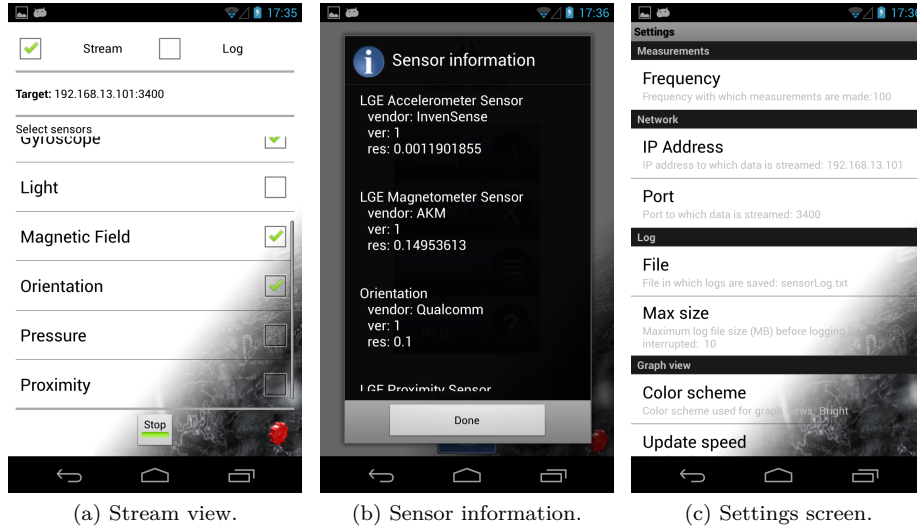 17:35
Stream
Log
Target: 192.168.13.101:3400
Select sensors
Gyroscope
Light
Magnetic Field
Orientation
Pressure
Proximity
Stop
(a) Stream view.
17:36
Sensor information
LGE Accelerometer Sensor
vendor: InvenSense
ver: 1
res: 0.0011901855
LGE Magnetometer Sensor
vendor: AKM
ver: 1
res: 0.14953613
Orientation
vendor: Qualcomm
ver: 1
res: 0.1
LGE Proximity Sensor
Help
Done
(b) Sensor information.
17:36
Settings
Measurements
Frequency
Frequency with which measurements are made:100
Network
IP Address
IP address to which data is streamed: 192.168.13.101
Port
Port to which data is streamed: 3400
Log
File
File in which logs are saved: sensorLog.txt
Max size
Maximum log file size (MB) before logging
interrupted: 10
Graph view
Color scheme
Color scheme used for graph views: Bright
Update speed
(c) Settings screen.